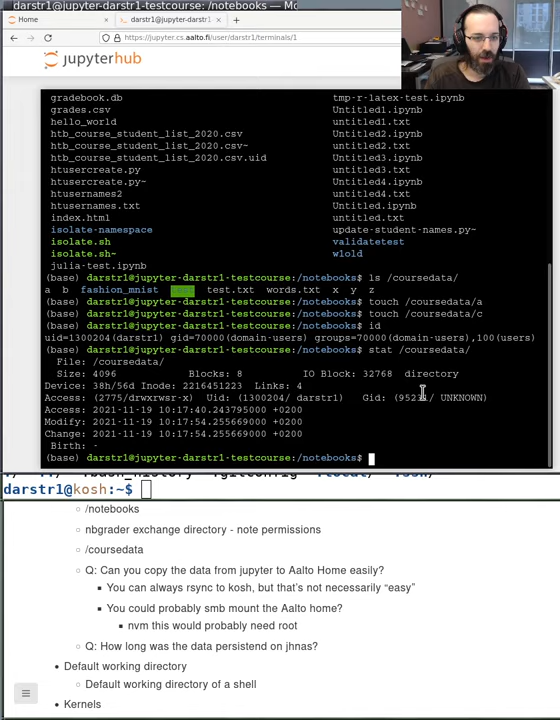 darstr1@jupyter-darstr1-testcourse: /notebooks — Mo
Home
darstr1@jupyter-darstr1-t
https://jupyter.cs.aalto.fi/user/darstr1/terminals/1
jupyterhub
gradebook.db tmp-r-latex-test.ipynb
grades.csv Untitled1.ipynb
hello_world Untitled1.txt
htb_course_student_list_2020.csv Untitled2.ipynb
htb_course_student_list_2020.csv~ untitled2.txt
htb_course_student_list_2020.csv.uid Untitled3.ipynb
htusercreate.py untitled3.txt
htusercreate.py~ Untitled4.ipynb
htusernames2 untitled4.txt
htusernames.txt Untitled.ipynb
index.html untitled.txt
isolate-namespace update-student-names.py~
isolate.sh validatetest
isolate.sh~ w1old
julia-test.ipynb
(base) darstr1@jupyter-darstr1-testcourse:/notebooks$ ls /coursedata/
a b fashion_mnist test.txt words.txt x y z
(base) darstr1@jupyter-darstr1-testcourse:/notebooks$ touch /coursedata/a
(base) darstr1@jupyter-darstr1-testcourse:/notebooks$ touch /coursedata/c
(base) darstr1@jupyter-darstr1-testcourse:/notebooks$ id
uid=1300204(darstr1) gid=70000(domain-users) groups=70000(domain-users),100(users)
(base) darstr1@jupyter-darstr1-testcourse:/notebooks$ stat /coursedata/
File: /coursedata/
Size: 4096 Blocks: 8 IO Block: 32768 directory
Device: 38h/56d Inode: 2216451223 Links: 4
Access: (2775/drwxrwsr-x) Uid: (1300204/ darstr1) Gid: UNKNOWN)
Access: 2021-11-19 10:17:40.243795000 +0200
Modify: 2021-11-19 10:17:54.255669000 +0200
Change: 2021-11-19 10:17:54.255669000 +0200
Birth: -
(base) darstr1@jupyter-darstr1-testcourse:/notebooks$
darstr1@kosh:~$
/notebooks
nbgrader exchange directory - note permissions
/coursedata
Q: Can you copy the data from jupyter to Aalto Home easily?
You can always rsync to kosh, but that’s not necessarily “easy”
You could probably smb mount the Aalto home?
nvm this would probably need root
Q: How long was the data persistend on jhnas?
Default working directory
Default working directory of a shell
Kernels